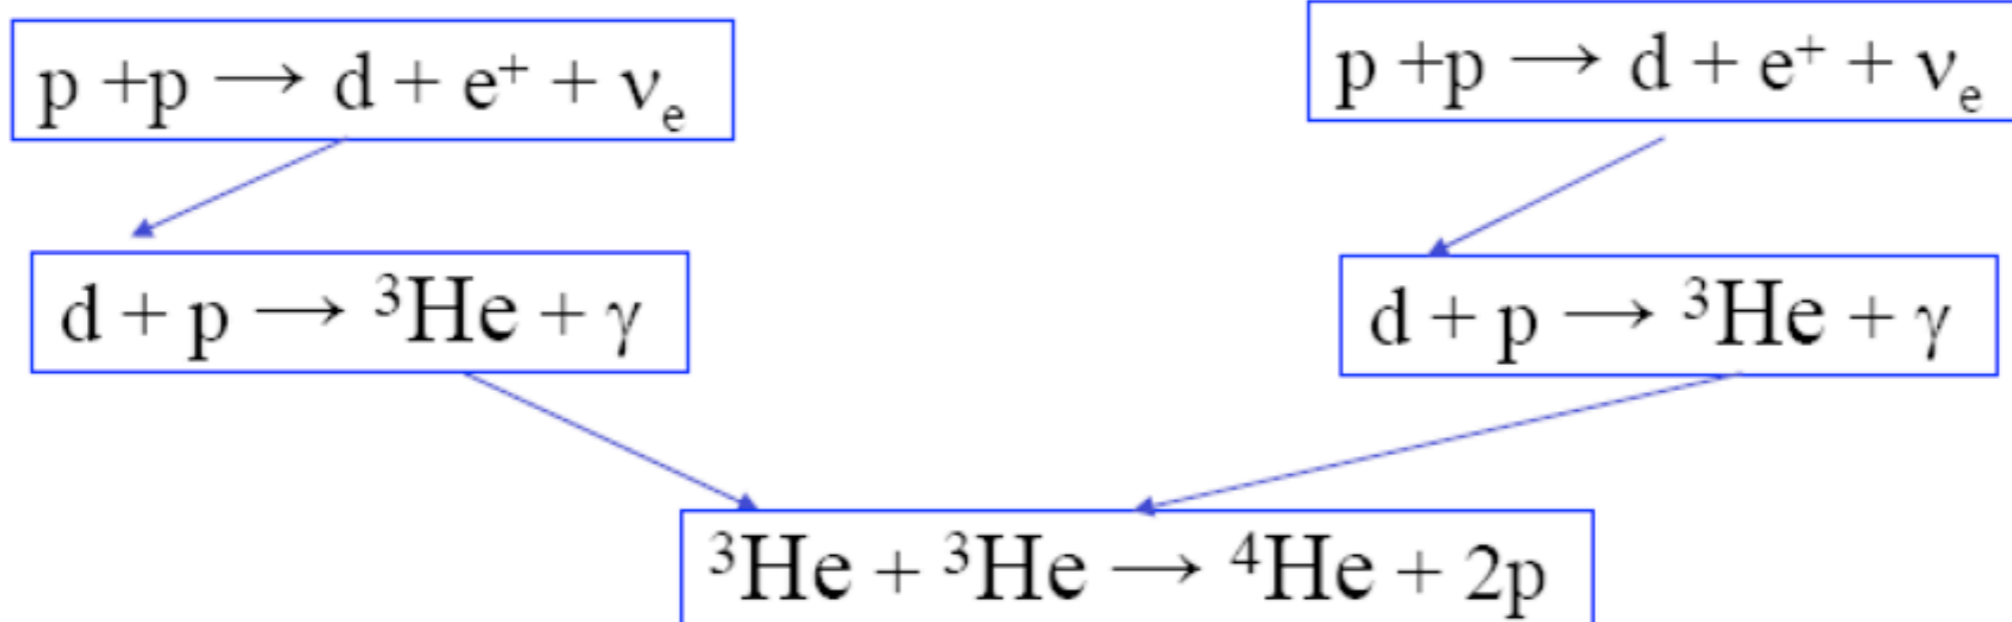 p +p → d + e⁺ + νₑ
p +p → d + e⁺ + νₑ
d + p → ³He + γ
d + p → ³He + γ
³He + ³He → ⁴He + 2p